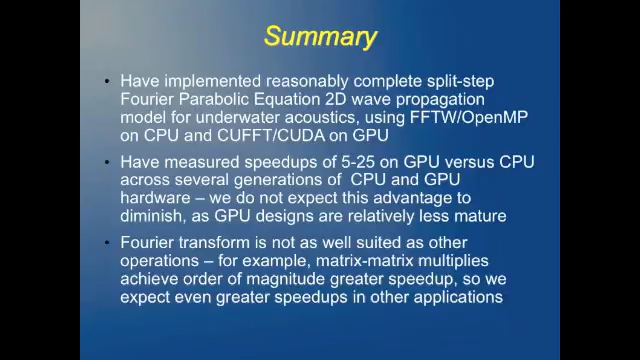 Summary
• Have implemented reasonably complete split-step
Fourier Parabolic Equation 2D wave propagation
model for underwater acoustics, using FFTW/OpenMP
on CPU and CUFFT/CUDA on GPU
• Have measured speedups of 5-25 on GPU versus CPU
across several generations of CPU and GPU
hardware – we do not expect this advantage to
diminish, as GPU designs are relatively less mature
• Fourier transform is not as well suited as other
operations – for example, matrix-matrix multiplies
achieve order of magnitude greater speedup, so we
expect even greater speedups in other applications